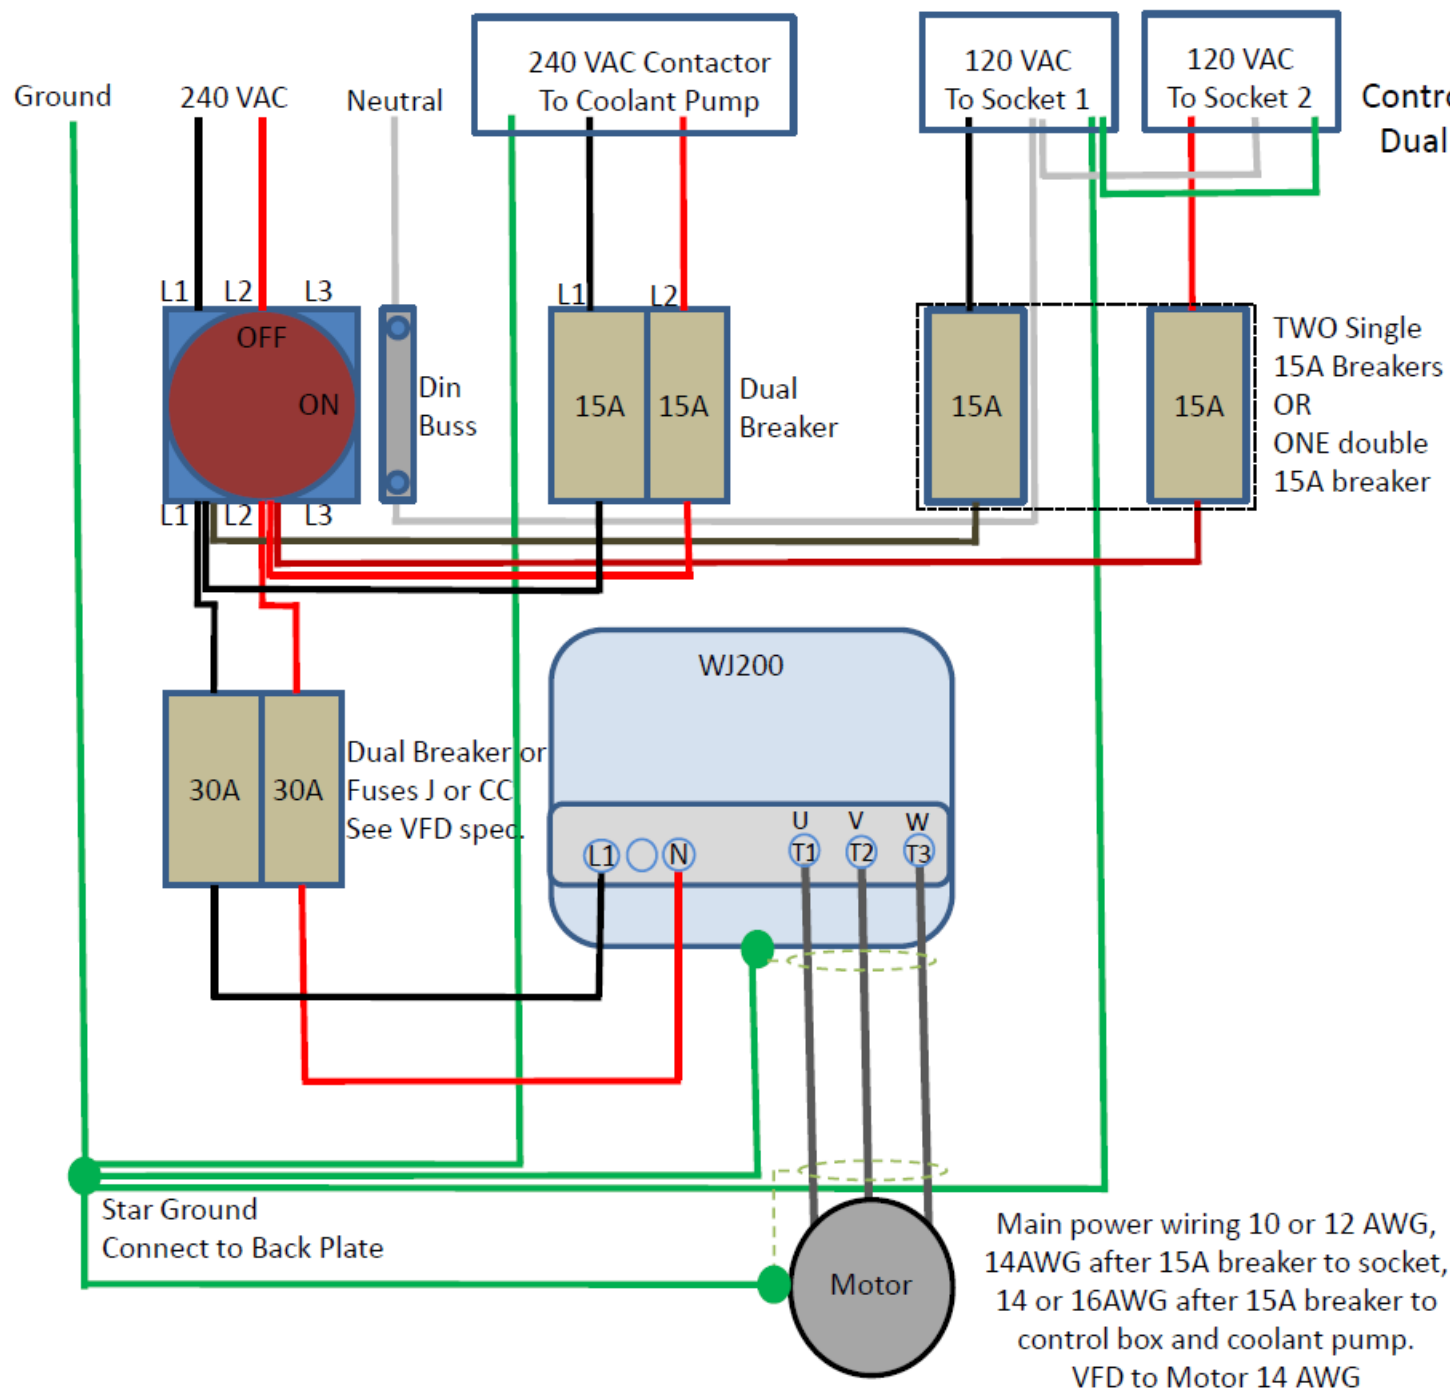 Ground
240 VAC
Neutral
240 VAC Contactor
To Coolant Pump
120 VAC
To Socket 1
120 VAC
To Socket 2
Contro
Dual
L1 L2 L3
OFF
ON
L1 L2 L3
Din
Buss
L1 L2
15A 15A
Dual
Breaker
15A
15A
TWO Single
15A Breakers
OR
ONE double
15A breaker
30A 30A
Dual Breaker or
Fuses J or CC
See VFD spec.
WJ200
L1 N
U V W
T1 T2 T3
Star Ground
Connect to Back Plate
Motor
Main power wiring 10 or 12 AWG,
14AWG after 15A breaker to socket,
14 or 16AWG after 15A breaker to
control box and coolant pump.
VFD to Motor 14 AWG